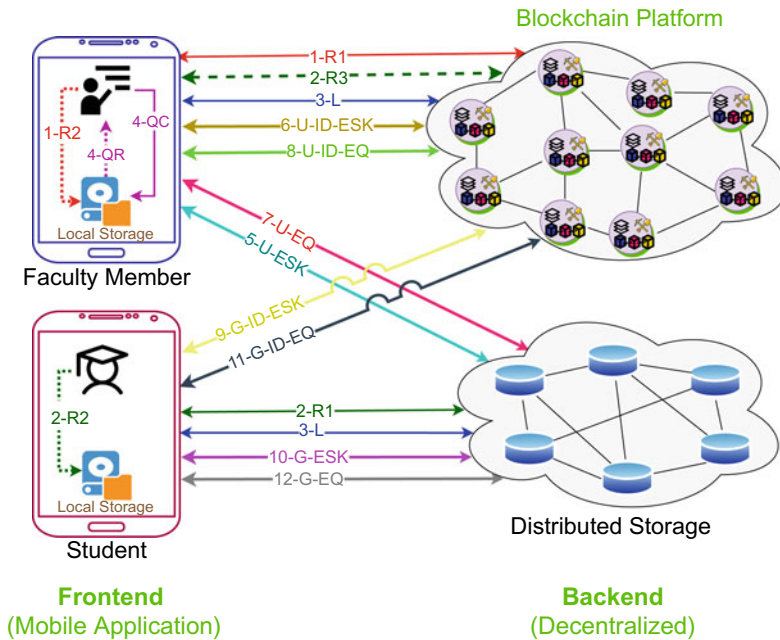 Blockchain Platform
1-R1
2-R3
3-L
6-U-ID-ESK
8-U-ID-EQ
1-R2
4-QR
4-QC
Local Storage
Faculty Member
7-U-EQ
5-U-ESK
9-G-ID-ESK
11-G-ID-EQ
2-R2
Local Storage
Student
2-R1
3-L
10-G-ESK
12-G-EQ
Distributed Storage
Frontend
(Mobile Application)
Backend
(Decentralized)